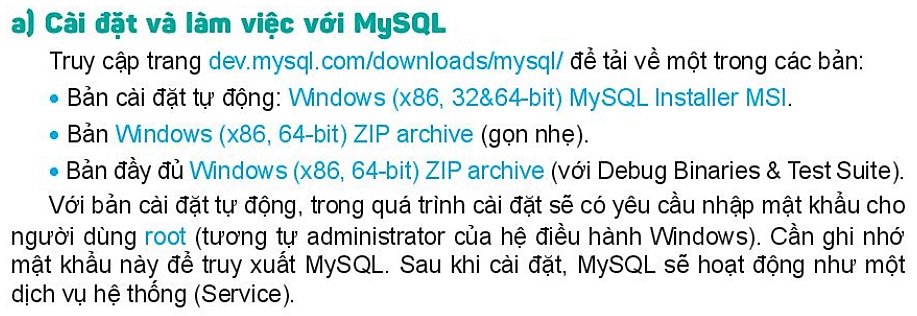 a) Cài đặt và làm việc với MySQL
Truy cập trang dev.mysql.com/downloads/mysql/ để tải về một trong các bản:
• Bản cài đặt tự động: Windows (x86, 32&64-bit) MySQL Installer MSI.
• Bản Windows (x86, 64-bit) ZIP archive (gọn nhẹ).
• Bản đầy đủ Windows (x86, 64-bit) ZIP archive (với Debug Binaries & Test Suite).
Với bản cài đặt tự động, trong quá trình cài đặt sẽ có yêu cầu nhập mật khẩu cho
người dùng root (tương tự administrator của hệ điều hành Windows). Cần ghi nhớ
mật khẩu này để truy xuất MySQL. Sau khi cài đặt, MySQL sẽ hoạt động như một
dịch vụ hệ thống (Service).